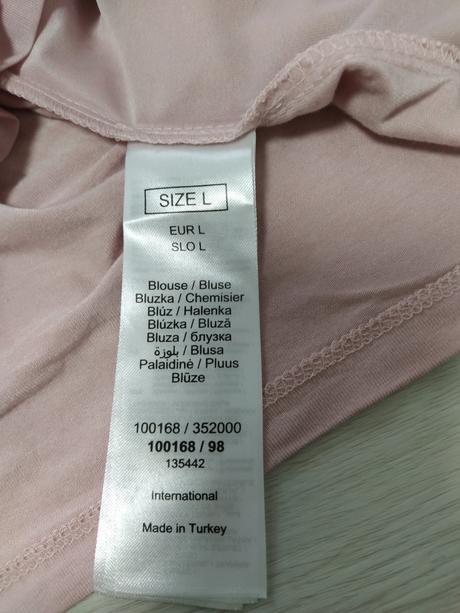 SIZE L
EUR L
SLO L
Blouse / Bluse
Bluzka / Chemisier
Blúz / Halenka
Blúzka / Bluză
Bluza / блузка
بلوزة / Blusa
Palaidinė / Pluus
Blūze
100168 / 352000
100168 / 98
135442
International
Made in Turkey